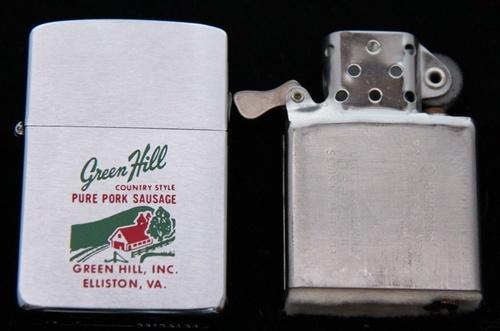 Green Hill
COUNTRY STYLE
PURE PORK SAUSAGE
GREEN HILL, INC.
ELLISTON, VA.